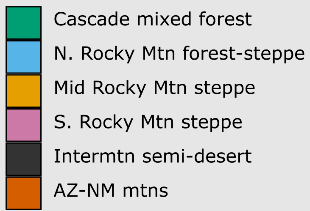 Cascade mixed forest
N. Rocky Mtn forest-steppe
Mid Rocky Mtn steppe
S. Rocky Mtn steppe
Intermtn semi-desert
AZ-NM mtns